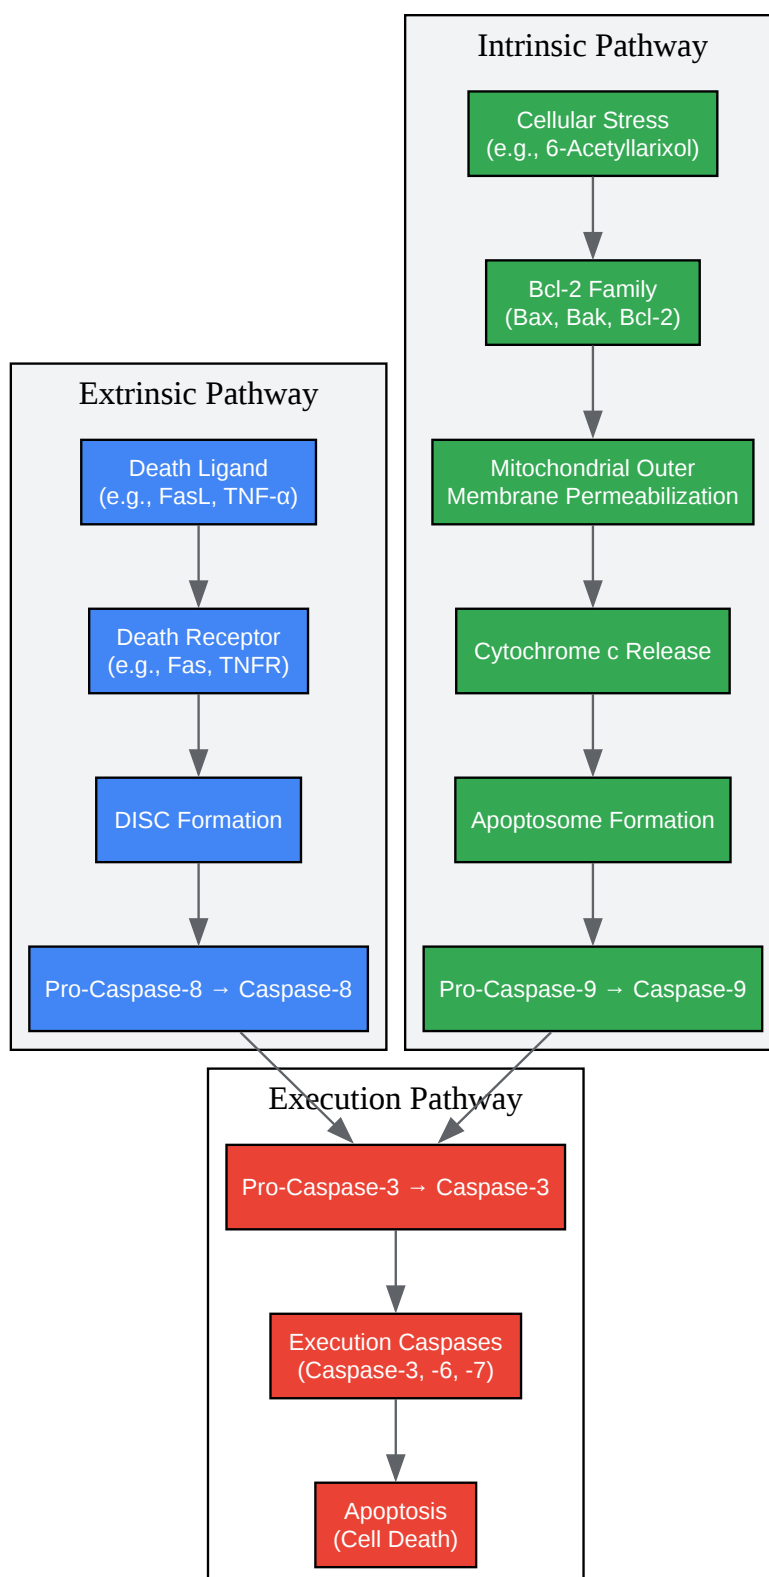 Intrinsic Pathway
Cellular Stress
(e.g., 6-Acetyllarixol)
Bcl-2 Family
(Bax, Bak, Bcl-2)
Mitochondrial Outer
Membrane Permeabilization
Cytochrome c Release
Apoptosome Formation
Pro-Caspase-9 → Caspase-9
Extrinsic Pathway
Death Ligand
(e.g., FasL, TNF-α)
Death Receptor
(e.g., Fas, TNFR)
DISC Formation
Pro-Caspase-8 → Caspase-8
Execution Pathway
Pro-Caspase-3 → Caspase-3
Execution Caspases
(Caspase-3, -6, -7)
Apoptosis
(Cell Death)